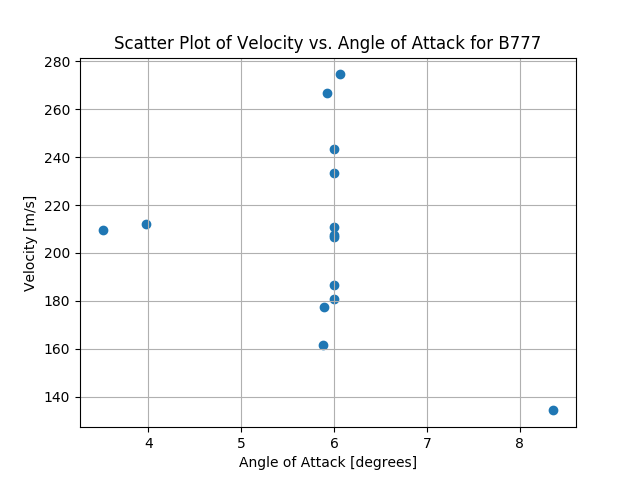 Scatter Plot of Velocity vs. Angle of Attack for B777
280
260
240
220
200
180
160
140
Velocity [m/s]
4 5 6 7 8
Angle of Attack [degrees]